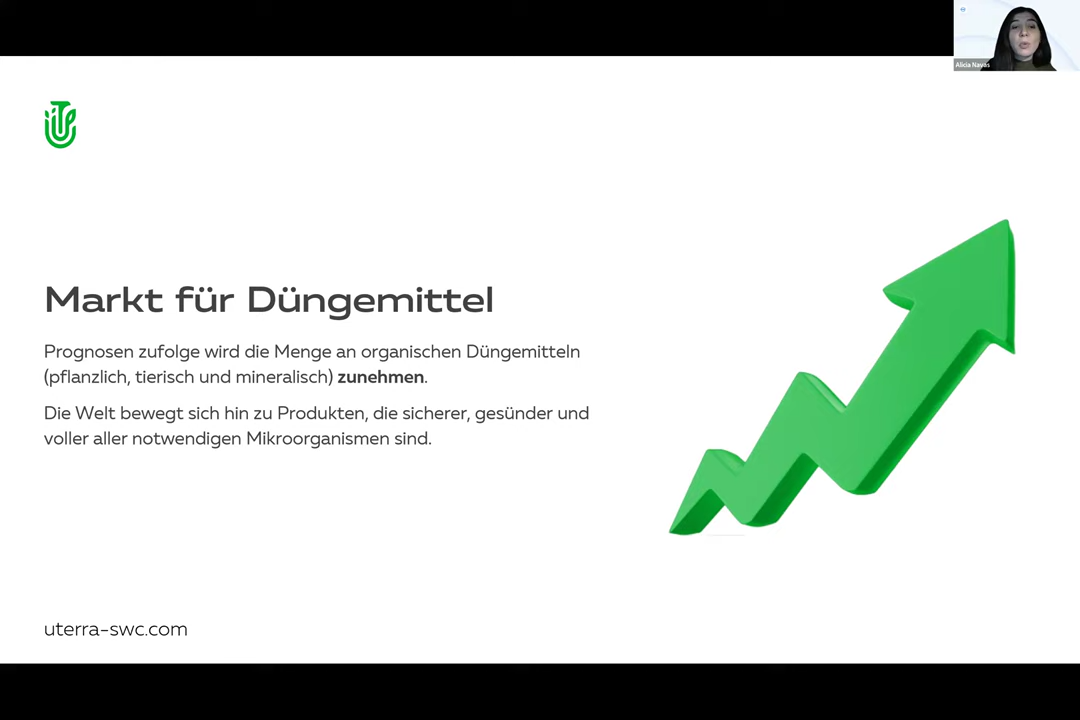 Alicia Navas
Markt für Düngemittel
Prognosen zufolge wird die Menge an organischen Düngemitteln
(pflanzlich, tierisch und mineralisch) zunehmen.
Die Welt bewegt sich hin zu Produkten, die sicherer, gesünder und
voller aller notwendigen Mikroorganismen sind.
uterra-swc.com